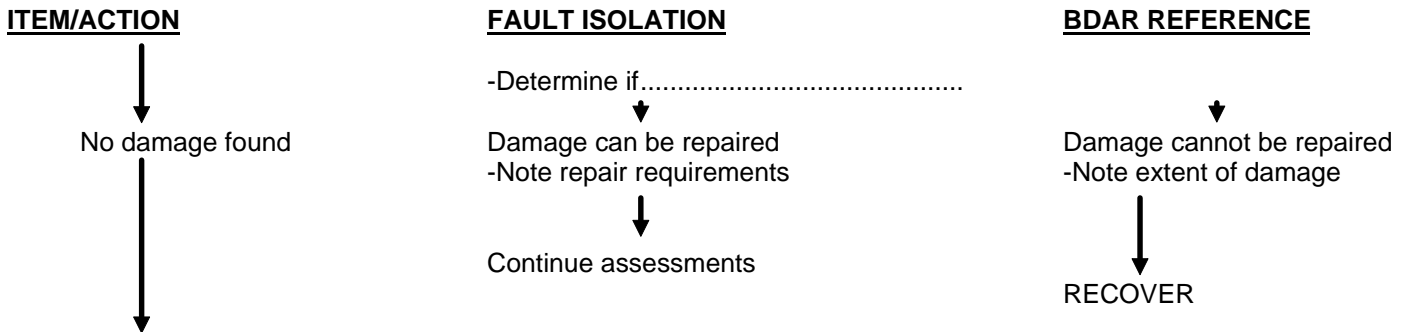 ITEM/ACTION FAULT ISOLATION BDAR REFERENCE
-Determine if............................................
No damage found Damage can be repaired Damage cannot be repaired
-Note repair requirements -Note extent of damage
Continue assessments
RECOVER